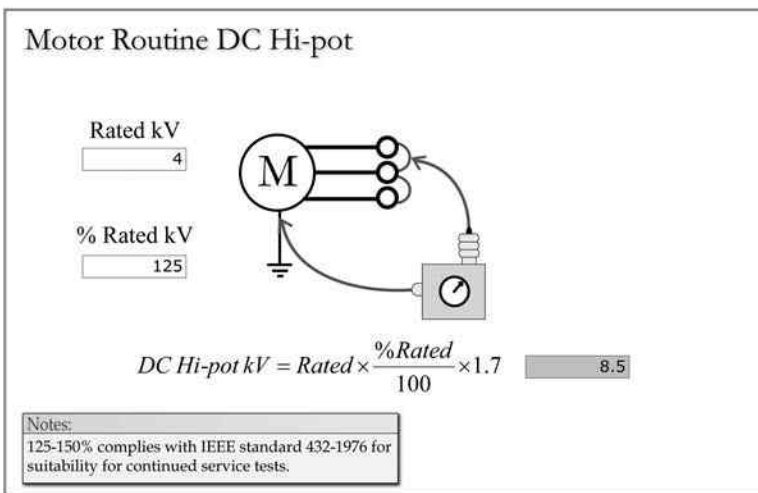 Motor Routine DC Hi-pot
Rated kV
4
M
% Rated kV
125
DC Hi-pot kV = Rated × %Rated/100 × 1.7 8.5
Notes:
125-150% complies with IEEE standard 432-1976 for
suitability for continued service tests.